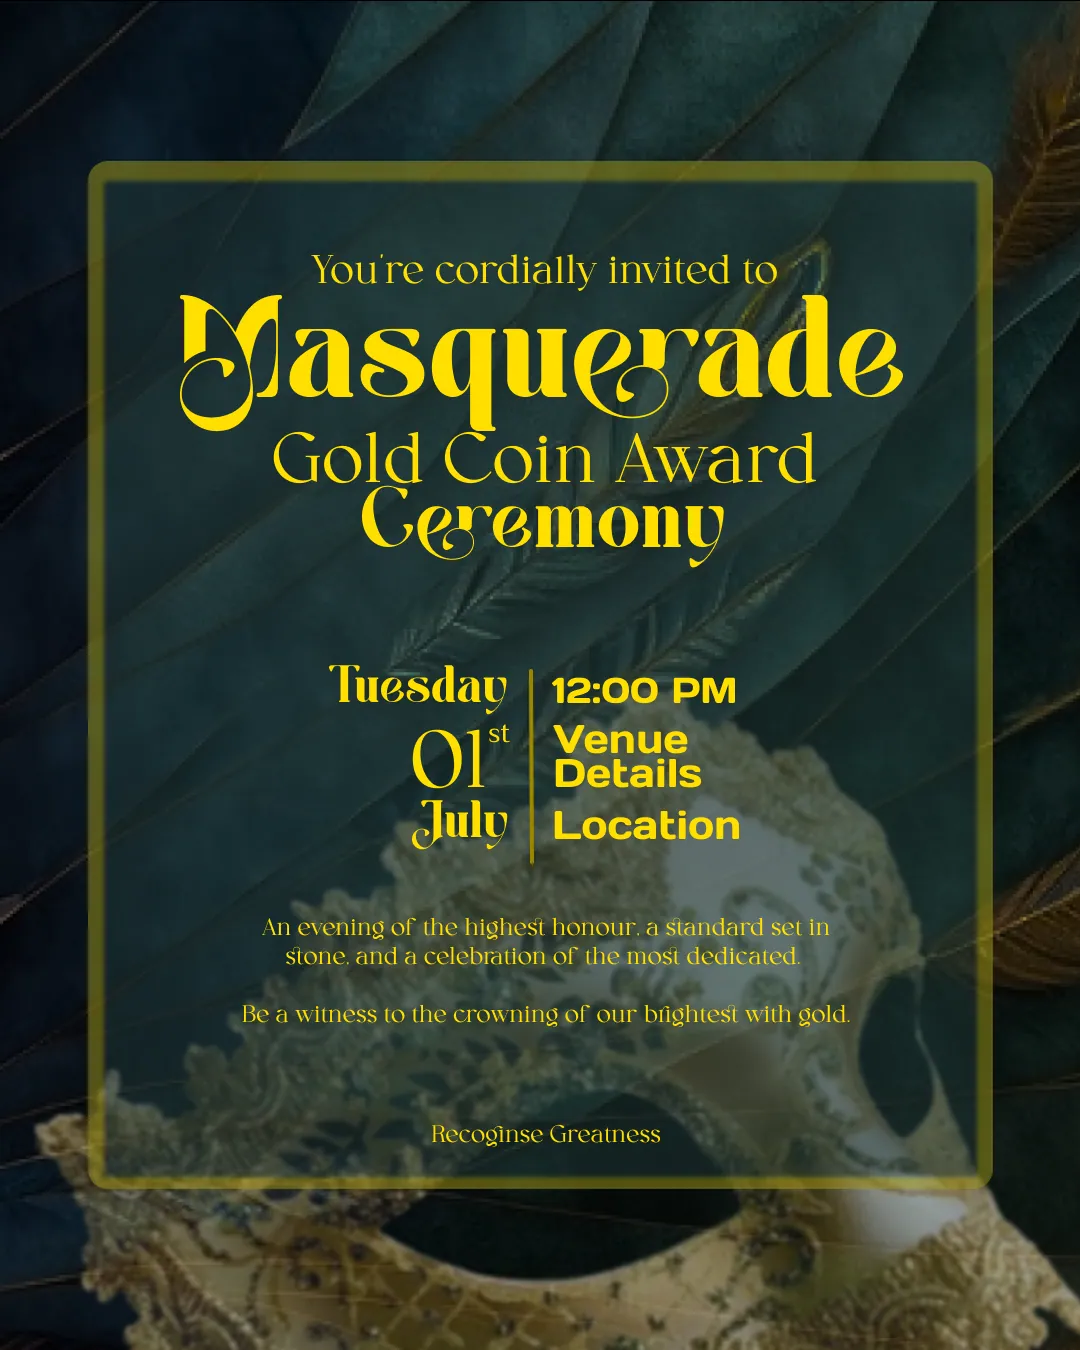 You're cordially invited to
Masquerade
Gold Coin Award
Ceremony
Tuesday
01st
July
12:00 PM
Venue
Details
Location
An evening of the highest honour, a standard set in
stone, and a celebration of the most dedicated.
Be a witness to the crowning of our brightest with gold.
Recoginse Greatness